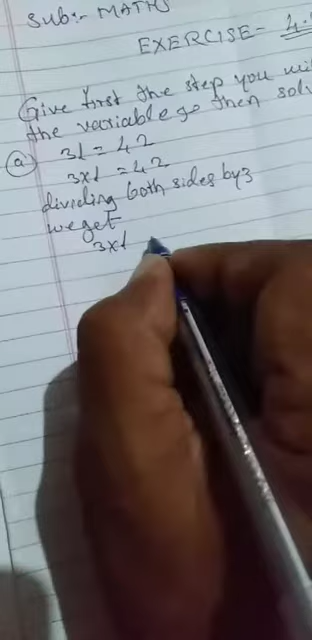 Sub:- MATHS
EXERCISE- 4.
Give first the step you
the variable go then solv
(a) 3l = 42
3×l = 42
dividing both sides by 3
we get
3×l